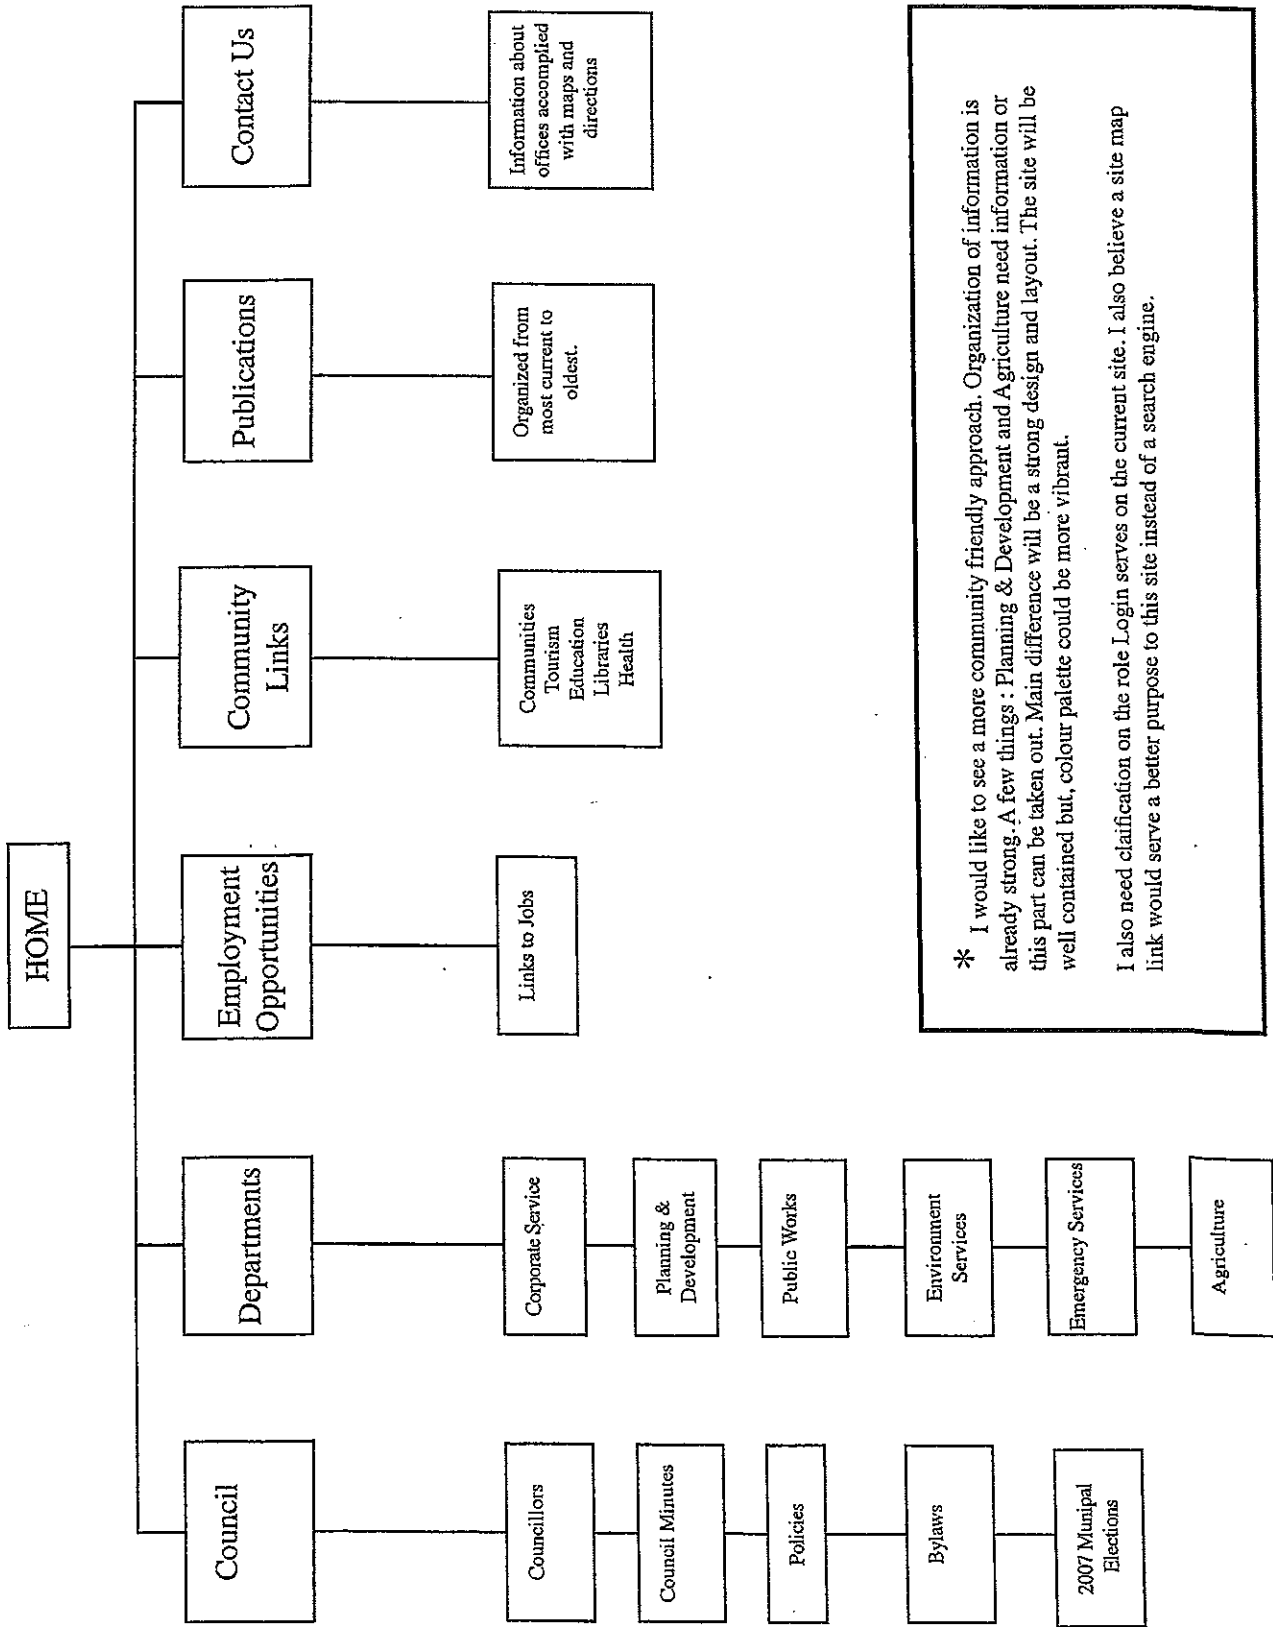 HOME
Council
Departments
Employment
Opportunities
Community
Links
Publications
Contact Us
Councillors
Council Minutes
Policies
Bylaws
2007 Munipal
Elections
Corporate Service
Planning &
Development
Public Works
Environment
Services
Emergency Services
Agriculture
Links to Jobs
Communities
Tourism
Education
Libraries
Health
Organized from
most current to
oldest.
Information about
offices accomplied
with maps and
directions
* I would like to see a more community friendly approach. Organization of information is
already strong. A few things : Planning & Development and Agriculture need information or
this part can be taken out. Main difference will be a strong design and layout. The site will be
well contained but, colour palette could be more vibrant.
I also need claification on the role Login serves on the current site. I also believe a site map
link would serve a better purpose to this site instead of a search engine.